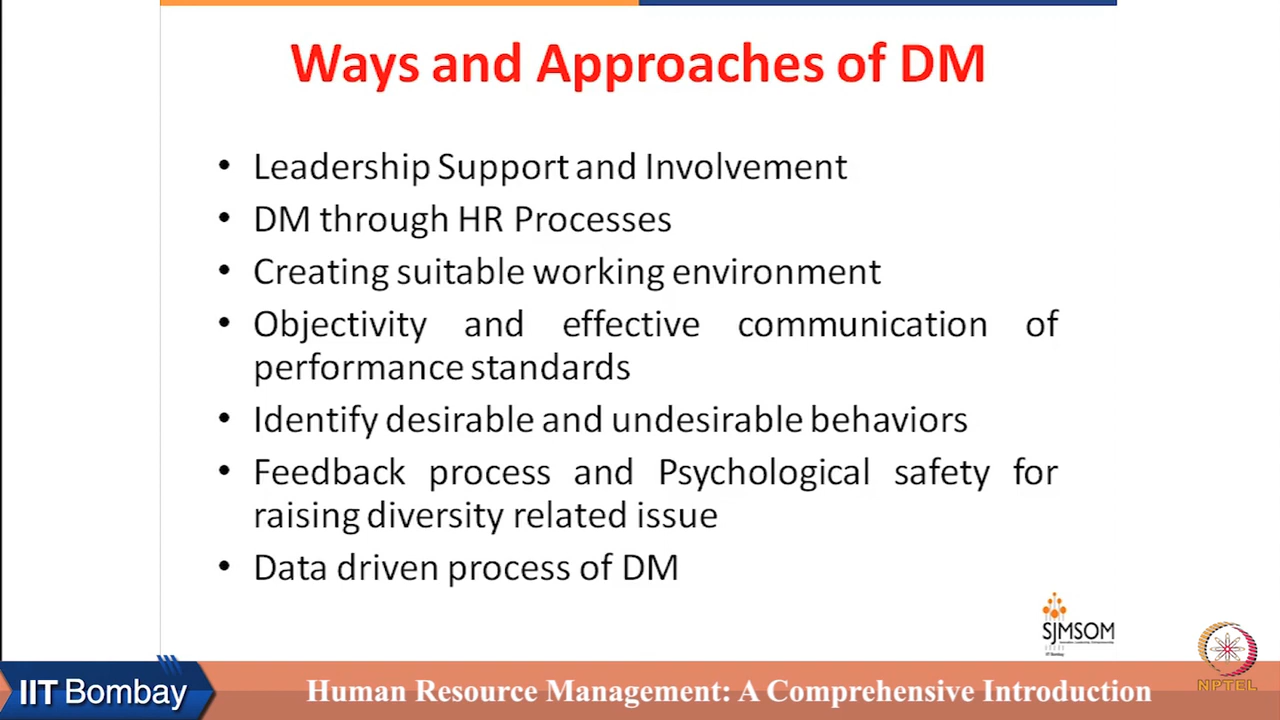 Ways and Approaches of DM
• Leadership Support and Involvement
• DM through HR Processes
• Creating suitable working environment
• Objectivity and effective communication of
performance standards
• Identify desirable and undesirable behaviors
• Feedback process and Psychological safety for
raising diversity related issue
• Data driven process of DM
SJMSOM
IIT Bombay
NPTEL
IIT Bombay
Human Resource Management: A Comprehensive Introduction